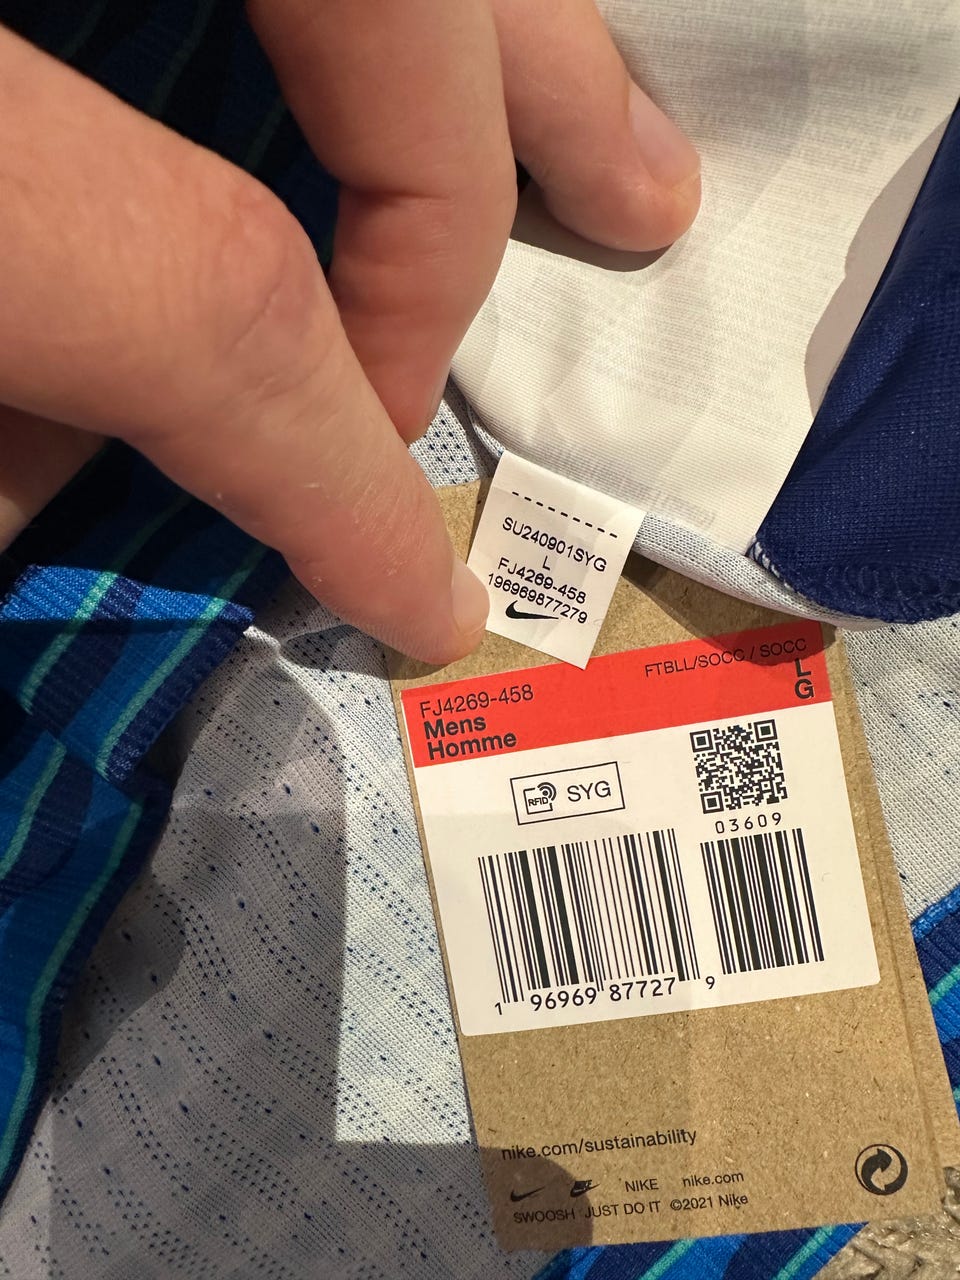 SU240901SYG
L
FJ4269-458
196969877279
FTBLL/SOCC / SOCC
FJ4269-458
L
Mens
G
Homme
RFID SYG
03609
1 96969 87727 9
nike.com/sustainability
NIKE nike.com
SWOOSH JUST DO IT ©2021 Nike